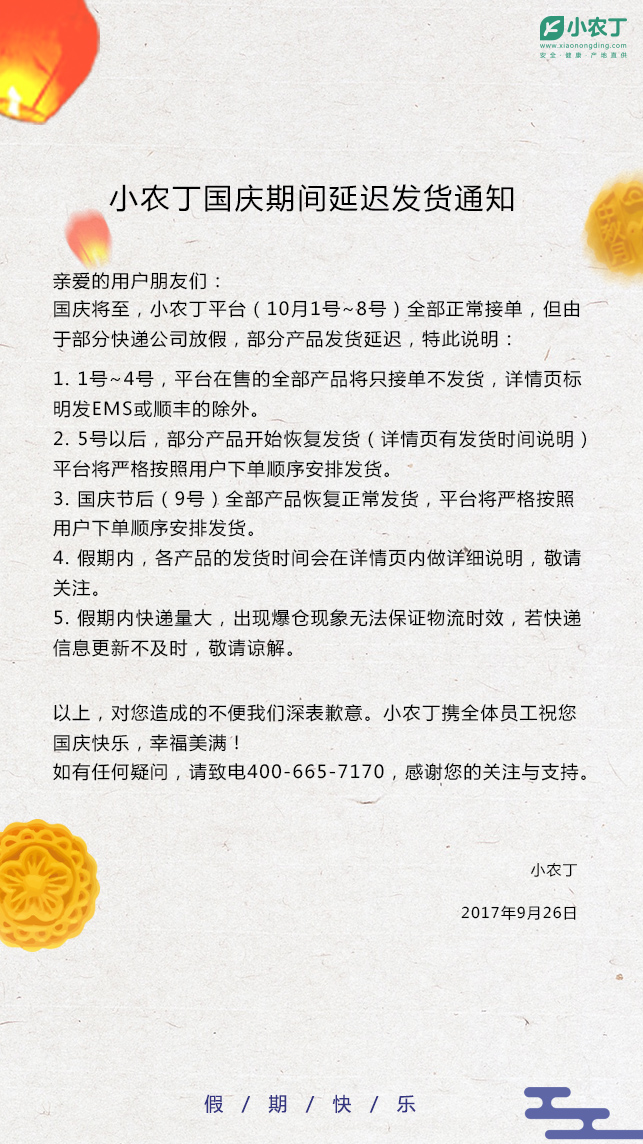 小农丁
www.xiaonongding.com
安全·健康·产地直供
小农丁国庆期间延迟发货通知
亲爱的用户朋友们：
国庆将至，小农丁平台（10月1号~8号）全部正常接单，但由
于部分快递公司放假，部分产品发货延迟，特此说明：
1. 1号~4号，平台在售的全部产品将只接单不发货，详情页标
明发EMS或顺丰的除外。
2. 5号以后，部分产品开始恢复发货（详情页有发货时间说明）
平台将严格按照用户下单顺序安排发货。
3. 国庆节后（9号）全部产品恢复正常发货，平台将严格按照
用户下单顺序安排发货。
4. 假期内，各产品的发货时间会在详情页内做详细说明，敬请
关注。
5. 假期内快递量大，出现爆仓现象无法保证物流时效，若快递
信息更新不及时，敬请谅解。
以上，对您造成的不便我们深表歉意。小农丁携全体员工祝您
国庆快乐，幸福美满！
如有任何疑问，请致电400-665-7170，感谢您的关注与支持。
小农丁
2017年9月26日
假 / 期 / 快 / 乐